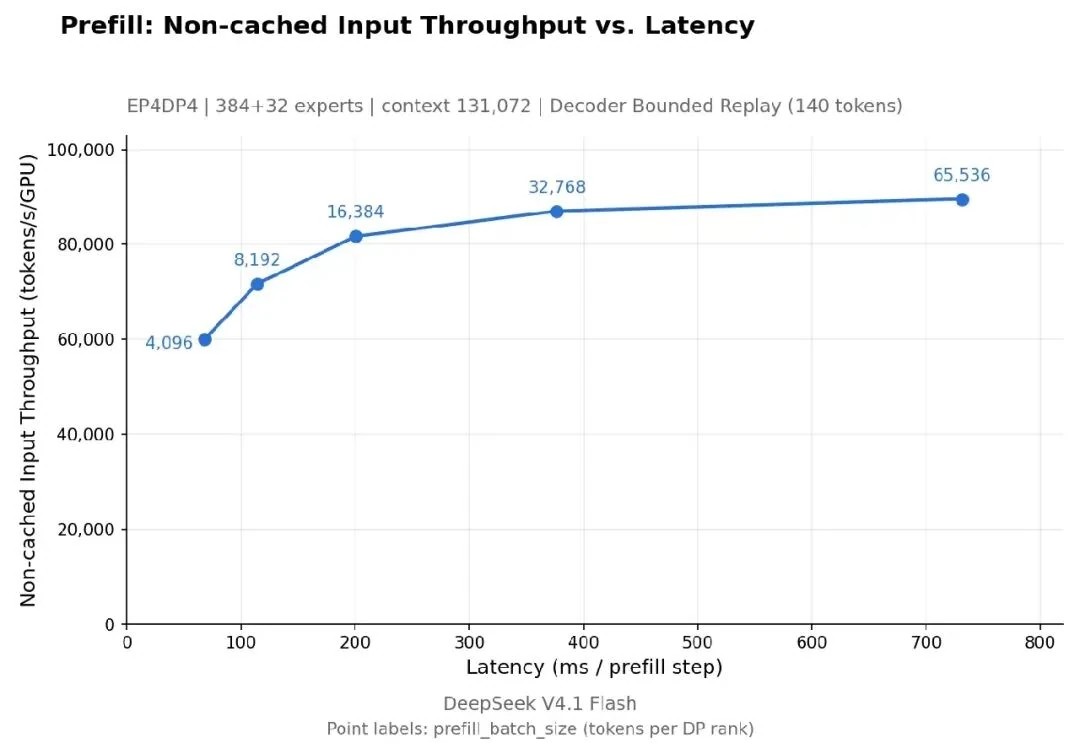 Prefill: Non-cached Input Throughput vs. Latency
EP4DP4 | 384+32 experts | context 131,072 | Decoder Bounded Replay (140 tokens)
Non-cached Input Throughput (tokens/s/GPU)
100,000
80,000
60,000
40,000
20,000
0
4,096
8,192
16,384
32,768
65,536
0 100 200 300 400 500 600 700 800
Latency (ms / prefill step)
DeepSeek V4.1 Flash
Point labels: prefill_batch_size (tokens per DP rank)